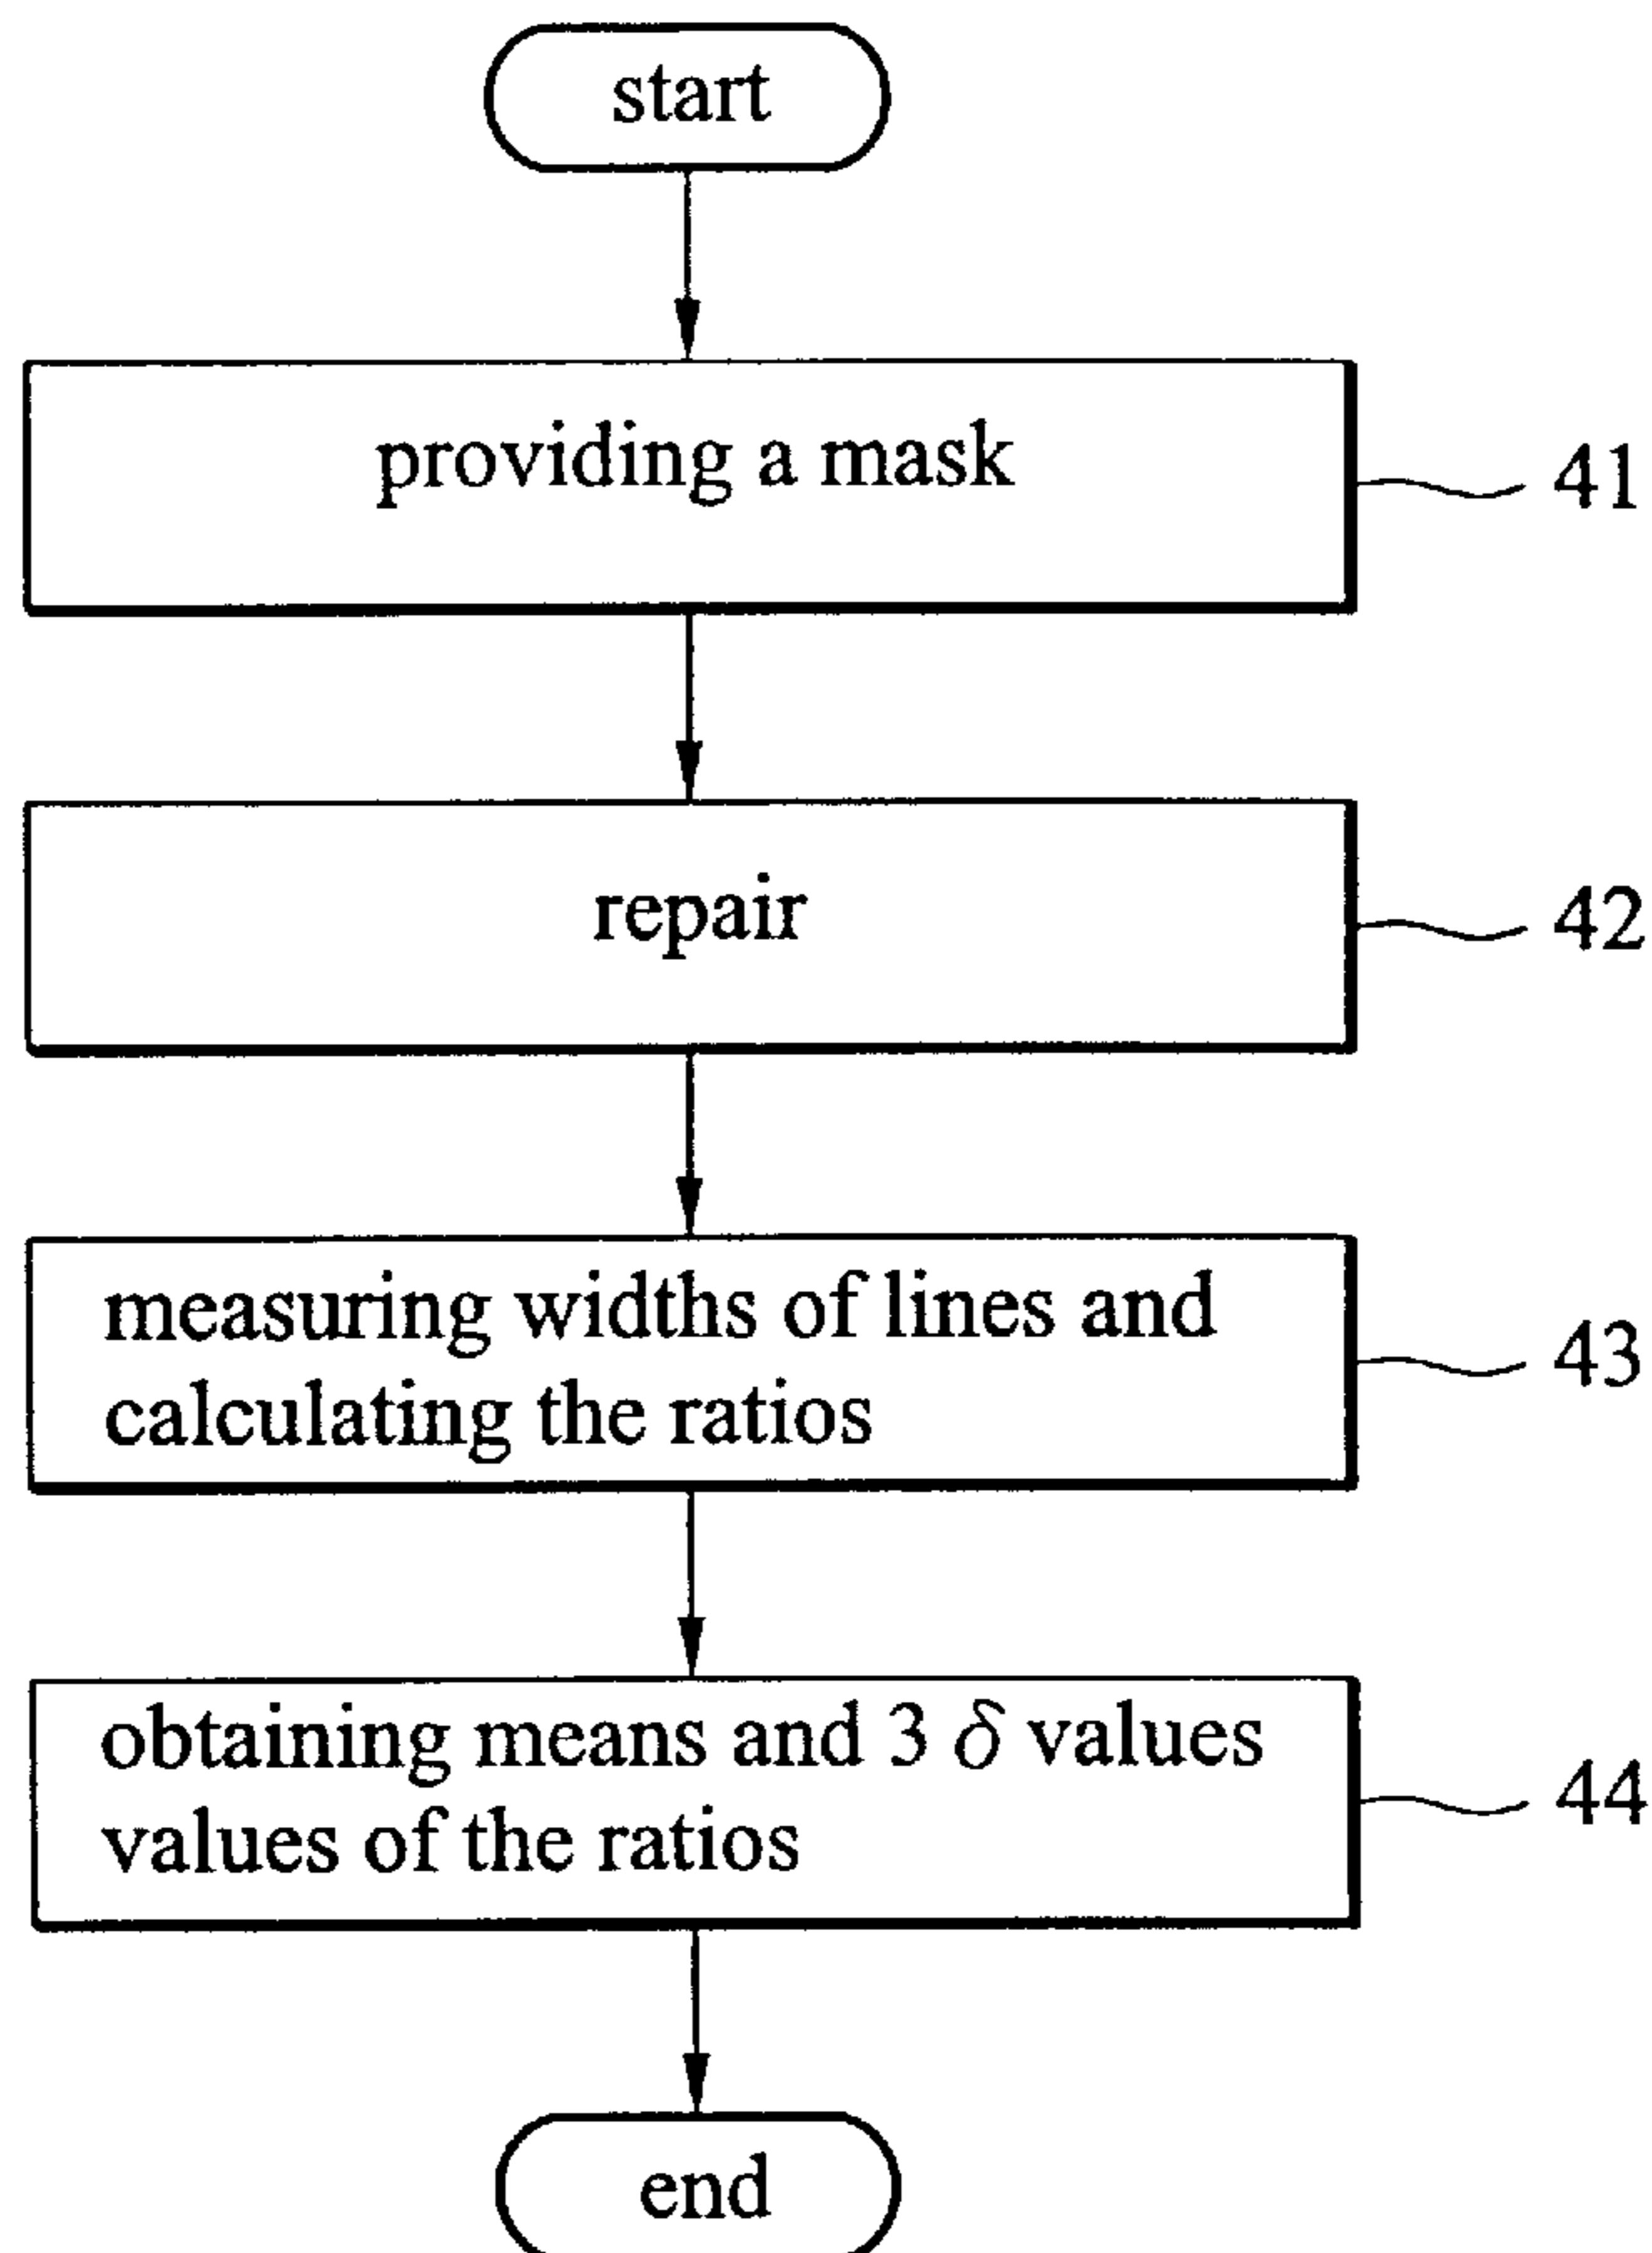 start
providing a mask
41
repair
42
measuring widths of lines and
calculating the ratios
43
obtaining means and 3 δ values
values of the ratios
44
end